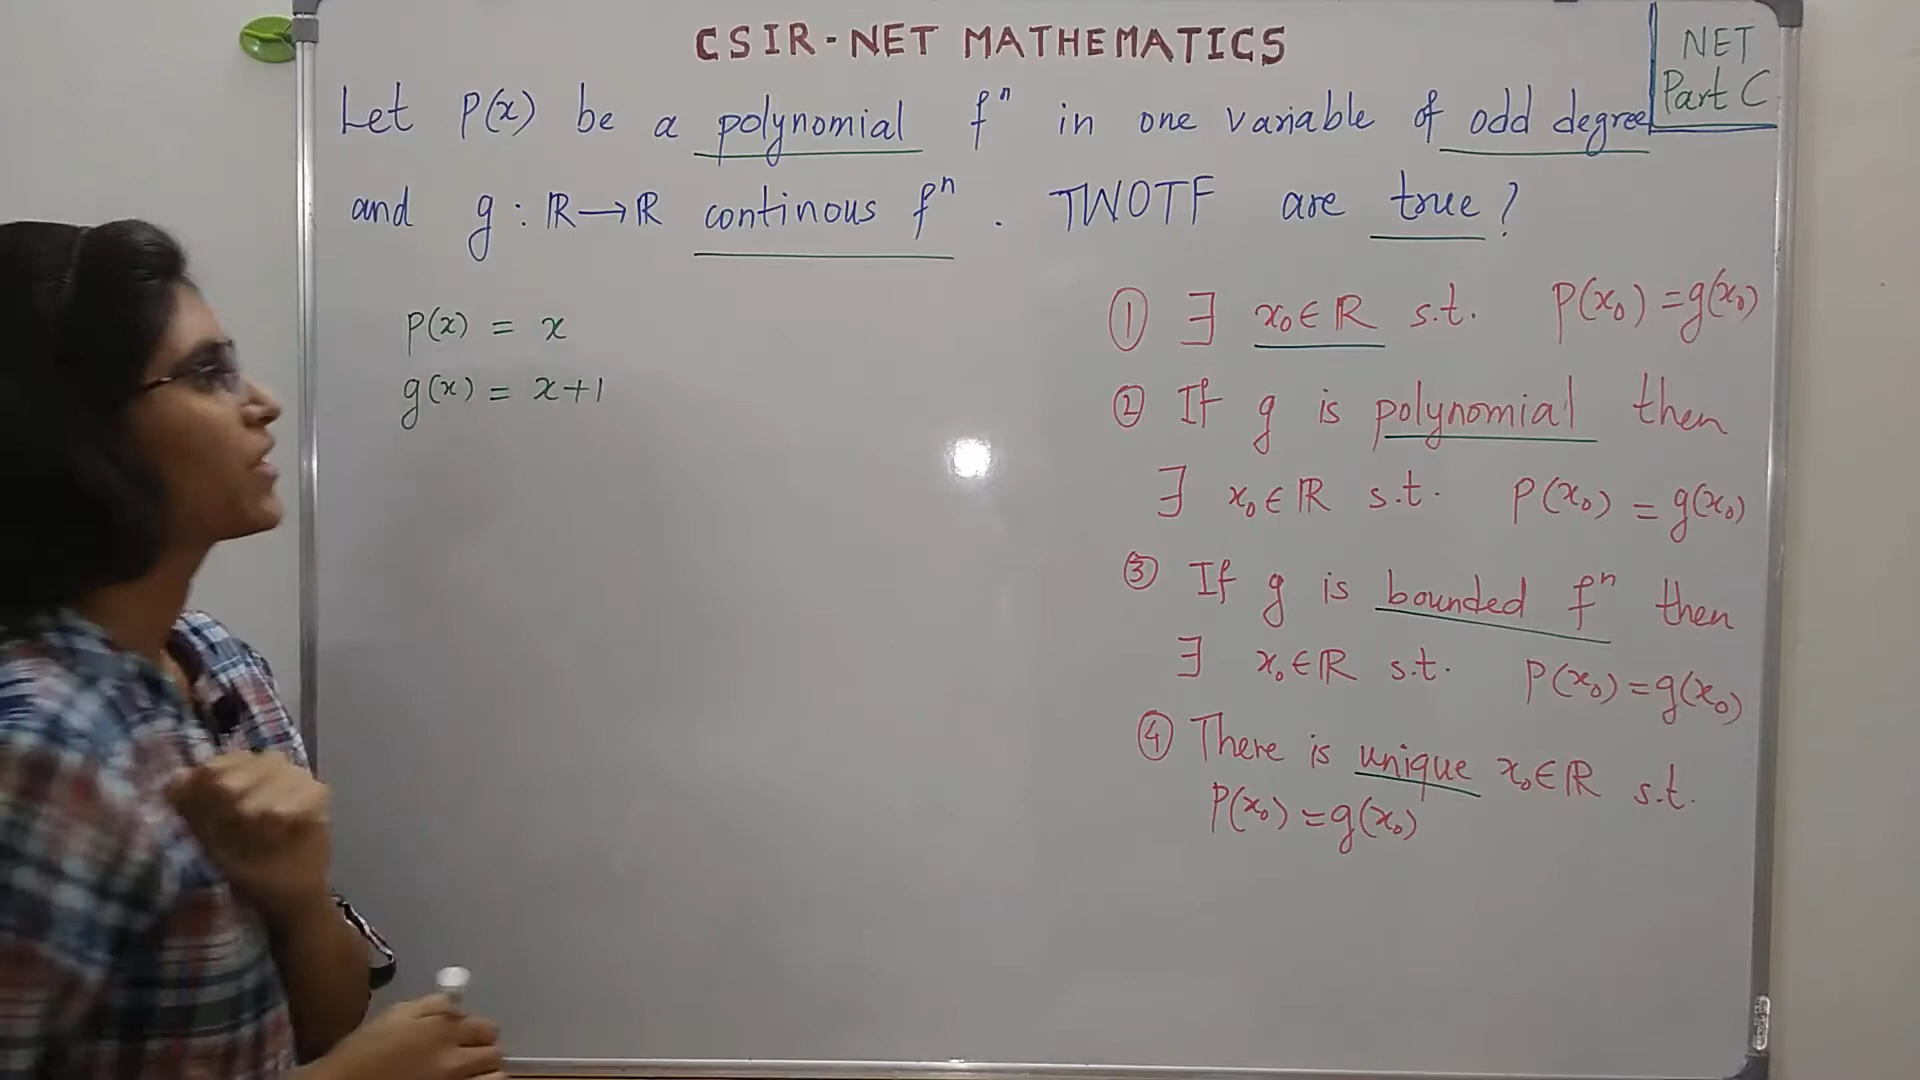 CSIR-NET MATHEMATICS
NET
Part C
Let P(x) be a polynomial fⁿ in one variable of odd degree
and g : ℝ→ℝ continous fⁿ . TWOTF are true?
P(x) = x
g(x) = x+1
① ∃ x₀∈ℝ s.t. P(x₀)=g(x₀)
② If g is polynomial then
∃ x₀∈ℝ s.t. P(x₀) = g(x₀)
③ If g is bounded fⁿ then
∃ x₀∈ℝ s.t. P(x₀)=g(x₀)
④ There is unique x₀∈ℝ s.t.
P(x₀)=g(x₀)